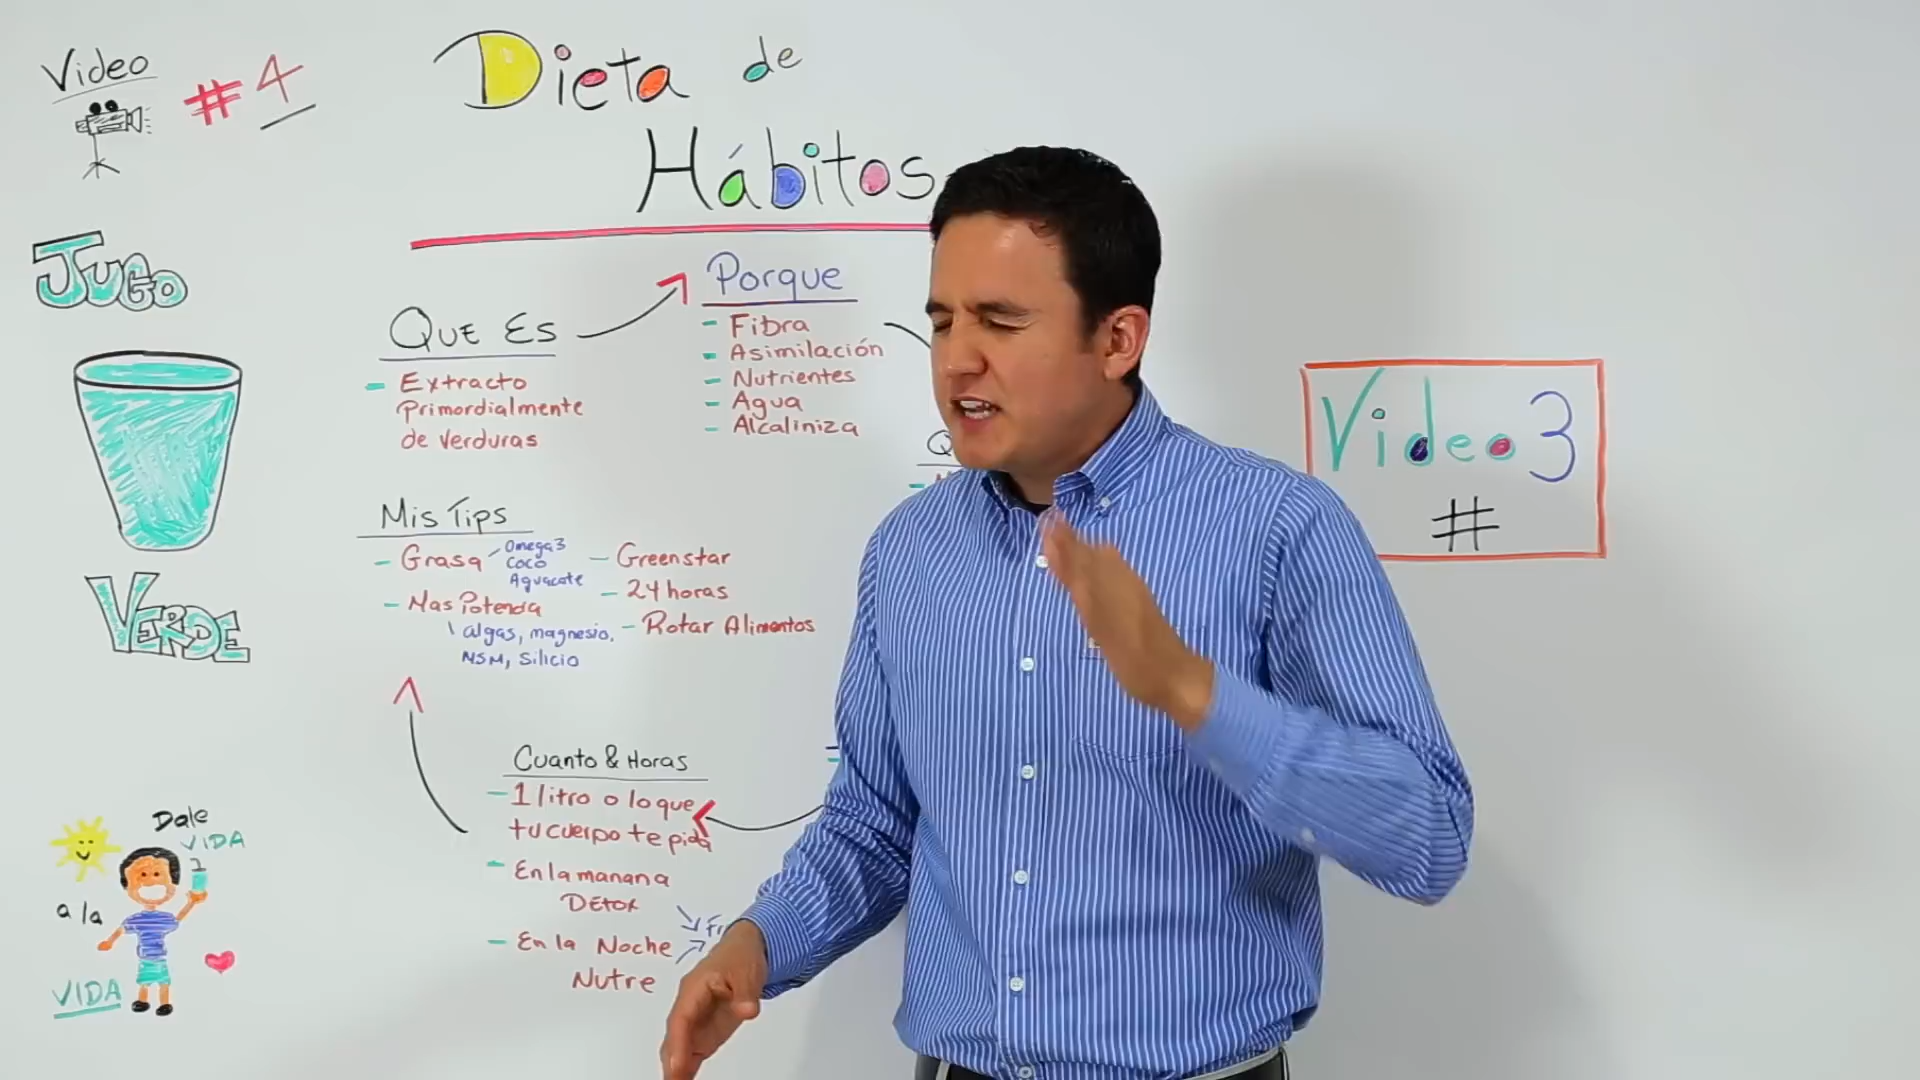 Video
#4
Dieta de
Hábitos
JUGO
VERDE
Que Es
- Extracto
Primordialmente
de verduras
Porque
- Fibra
- Asimilación
- Nutrientes
- Agua
- Alcaliniza
Mis Tips
- Grasa
Omega3
Coco
Aguacate
- Mas Potencia
algas, magnesio,
MSM, Silicio
- Greenstar
- 24 horas
- Rotar Alimentos
Cuanto & Horas
- 1 litro o lo que
tu cuerpo te pida
- En la manana
Detox
- En la Noche
Nutre
Dale
VIDA
a la
VIDA
Video 3
#